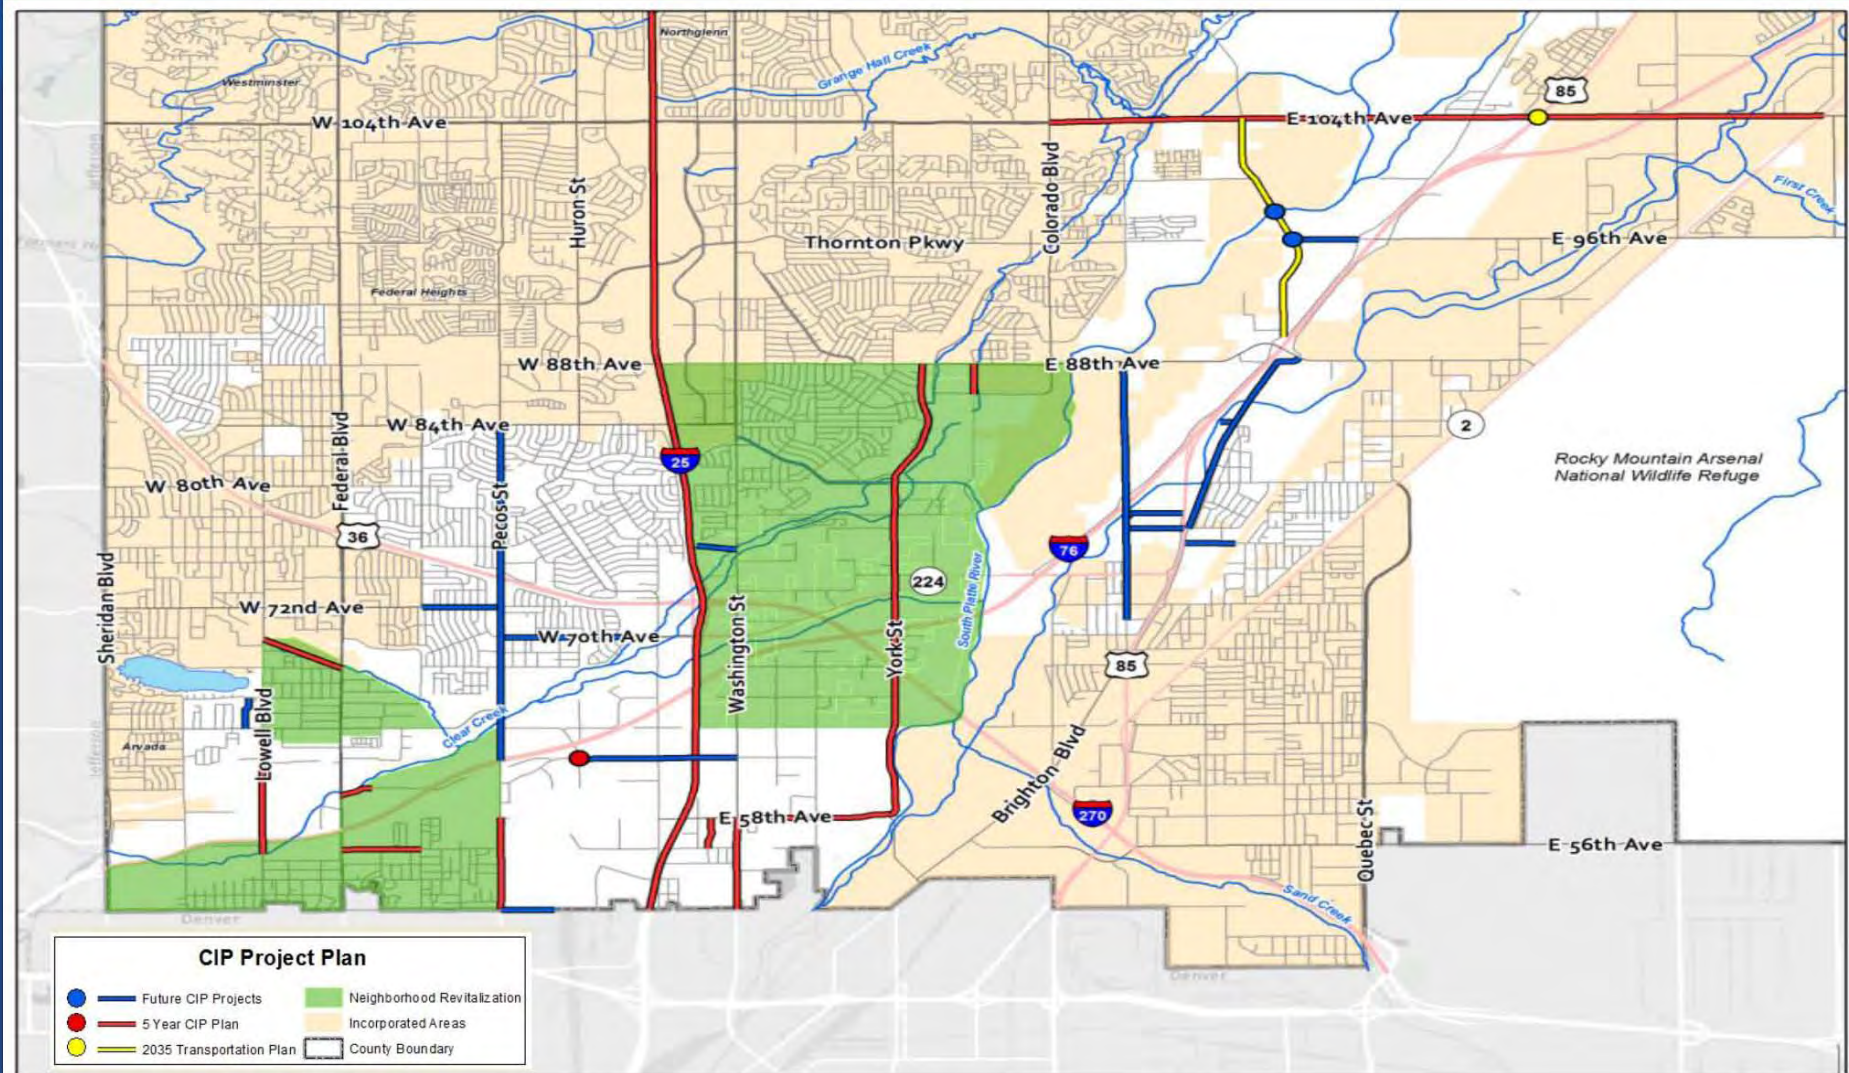 Northglenn
Grange Hall Creek
Westminster
85
W 104th Ave
E 104th Ave
Jefferson
Huron St
Colorado Blvd
First Creek
Thornton Pkwy
E 96th Ave
Federal Heights
W 88th Ave
E 88th Ave
W 84th Ave
Federal Blvd
2
25
Rocky Mountain Arsenal
National Wildlife Refuge
W 80th Ave
Pecos St
36
76
224
South Platte River
Sheridan Blvd
W 72nd Ave
W 70th Ave
Washington St
York St
85
Lowell Blvd
Clear Creek
Arvada
Jefferson
Brighton Blvd
270
E 58th Ave
Quebec St
E 56th Ave
Sand Creek
Denver
Denver
CIP Project Plan
Future CIP Projects
Neighborhood Revitalization
5 Year CIP Plan
Incorporated Areas
2035 Transportation Plan
County Boundary